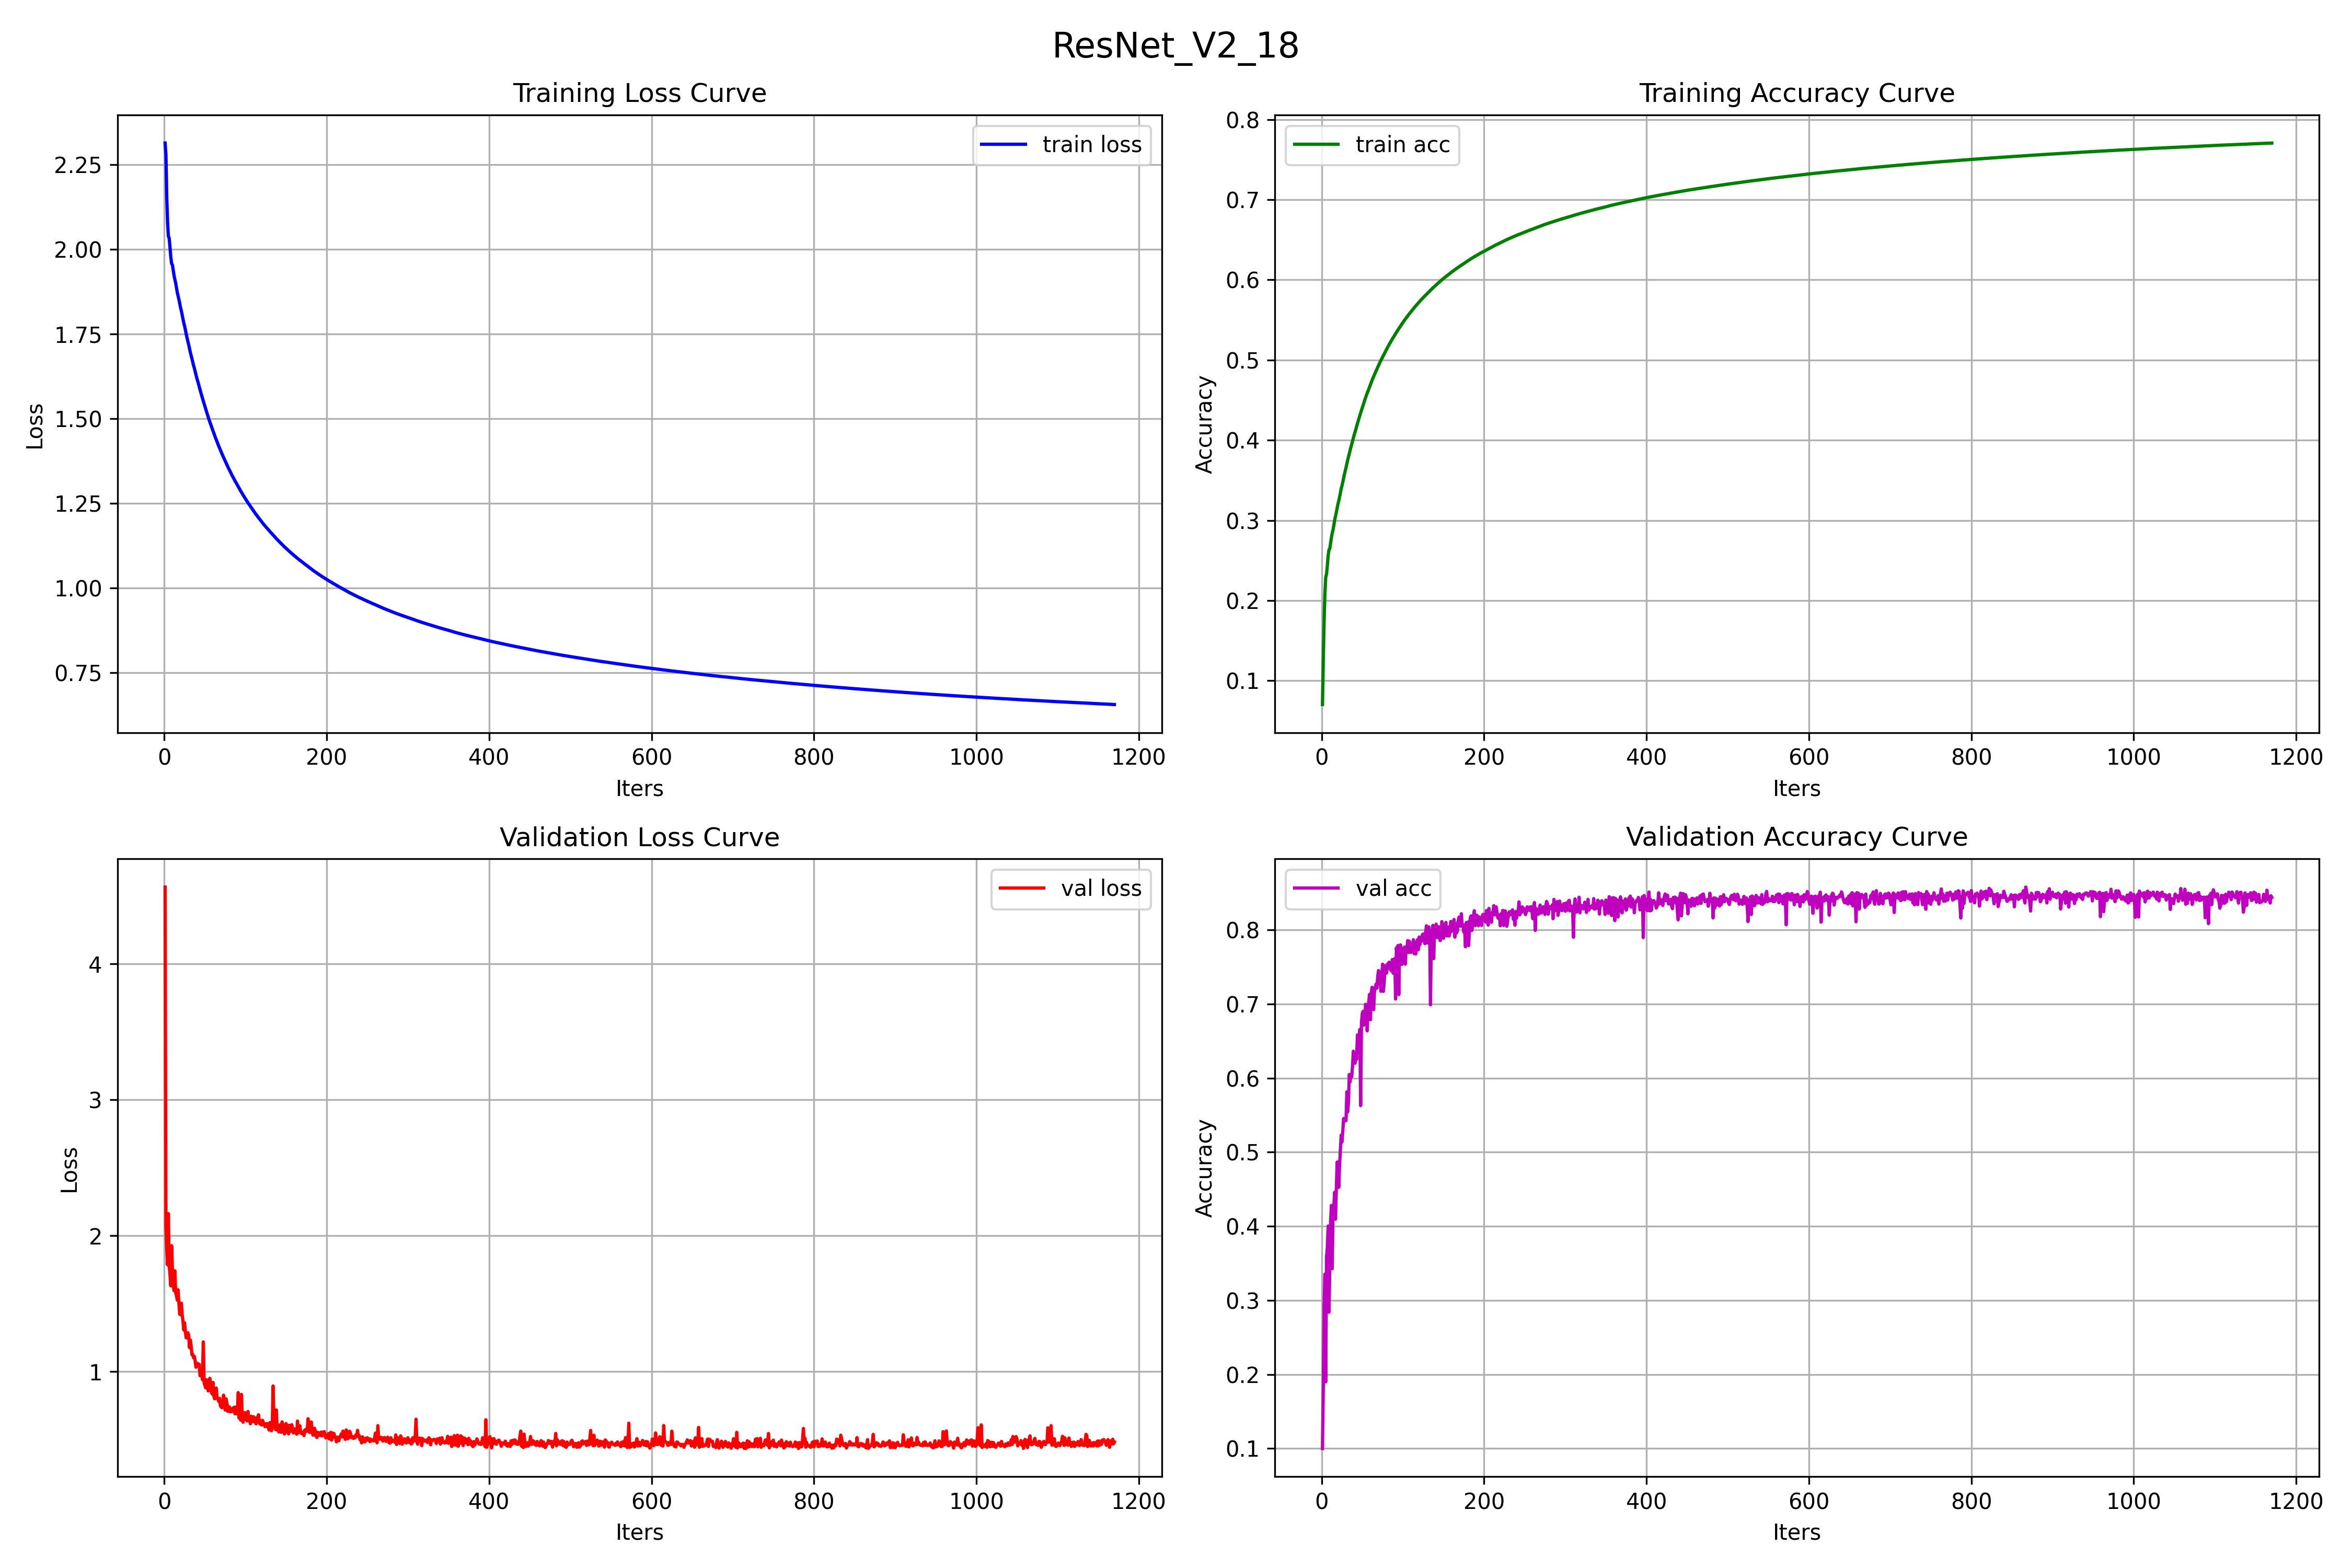 ResNet_V2_18
Training Loss Curve
train loss
2.25
2.00
1.75
1.50
1.25
1.00
0.75
Loss
0 200 400 600 800 1000 1200
Iters
Training Accuracy Curve
train acc
0.8
0.7
0.6
0.5
0.4
0.3
0.2
0.1
Accuracy
0 200 400 600 800 1000 1200
Iters
Validation Loss Curve
val loss
4
3
2
1
Loss
0 200 400 600 800 1000 1200
Iters
Validation Accuracy Curve
val acc
0.8
0.7
0.6
0.5
0.4
0.3
0.2
0.1
Accuracy
0 200 400 600 800 1000 1200
Iters